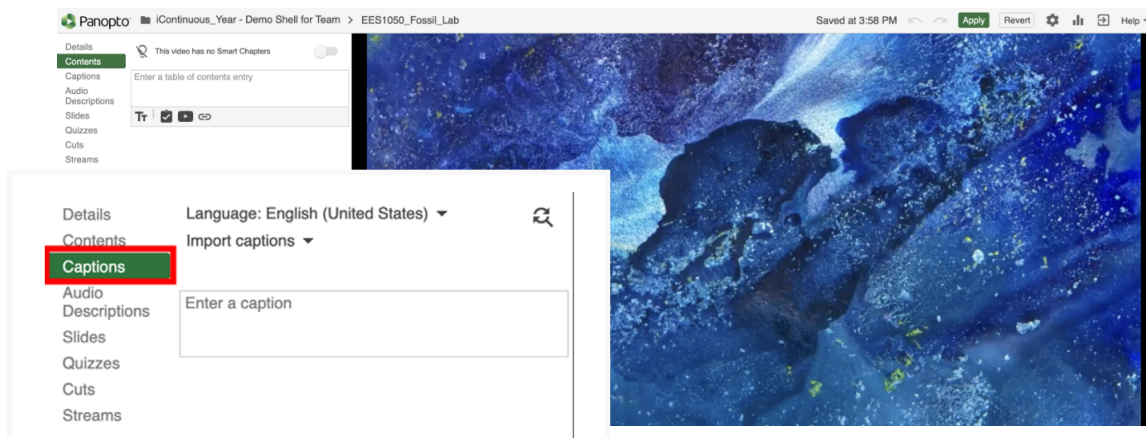 Panopto iContinuous_Year - Demo Shell for Team > EES1050_Fossil_Lab Saved at 3:58 PM Apply Revert Help
Details
Contents
Captions
Audio
Descriptions
Slides
Quizzes
Cuts
Streams
This video has no Smart Chapters
Enter a table of contents entry
Details
Contents
Captions
Audio
Descriptions
Slides
Quizzes
Cuts
Streams
Language: English (United States)
Import captions
Enter a caption